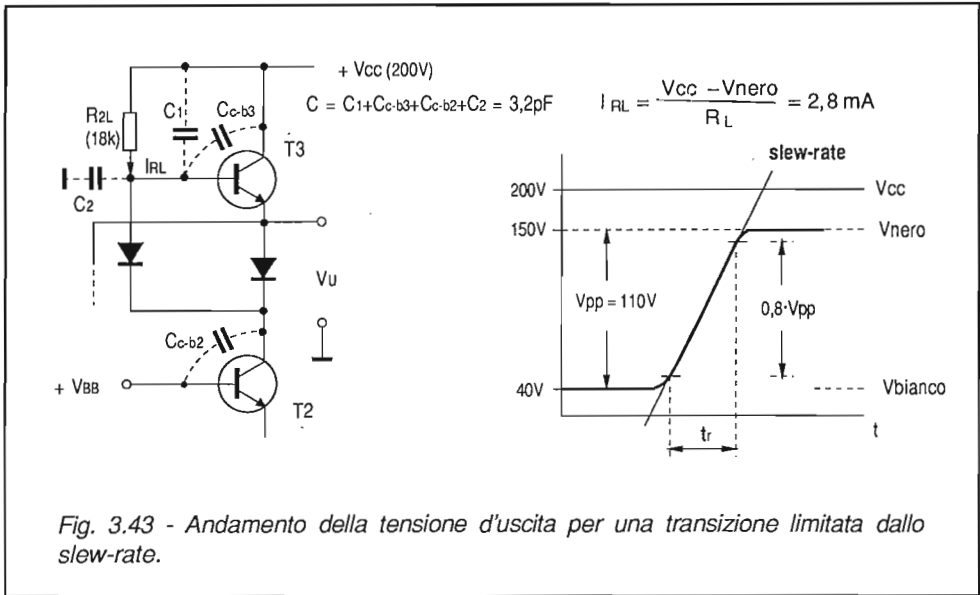 + Vcc (200V)
C = C1+Cc-b3+Cc-b2+C2 = 3,2pF
I RL = Vcc – Vnero / R L = 2,8 mA
R2L
(18k)
C1
Cc-b3
T3
IRL
C2
Vu
Cc-b2
+ VBB
T2
slew-rate
200V
Vcc
150V
Vnero
Vpp = 110V
0,8·Vpp
40V
Vbianco
tr
t
Fig. 3.43 - Andamento della tensione d'uscita per una transizione limitata dallo
slew-rate.